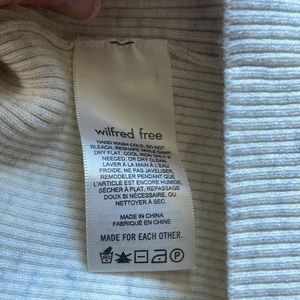 wilfred free
HAND WASH COLD, DO NOT
BLEACH, RESHAPE WHILE DAMP,
DRY FLAT, COOL IRON ONLY IF
NEEDED, OR DRY CLEAN.
LAVER À LA MAIN À L'EAU
FROIDE, NE PAS JAVELISER,
REMODELER PENDANT QUE
L'ARTICLE EST ENCORE HUMIDE,
SÉCHER À PLAT, REPASSAGE
DOUX SI NÉCESSAIRE, OU
NETTOYER À SEC.
MADE IN CHINA
FABRIQUÉ EN CHINE
MADE FOR EACH OTHER.